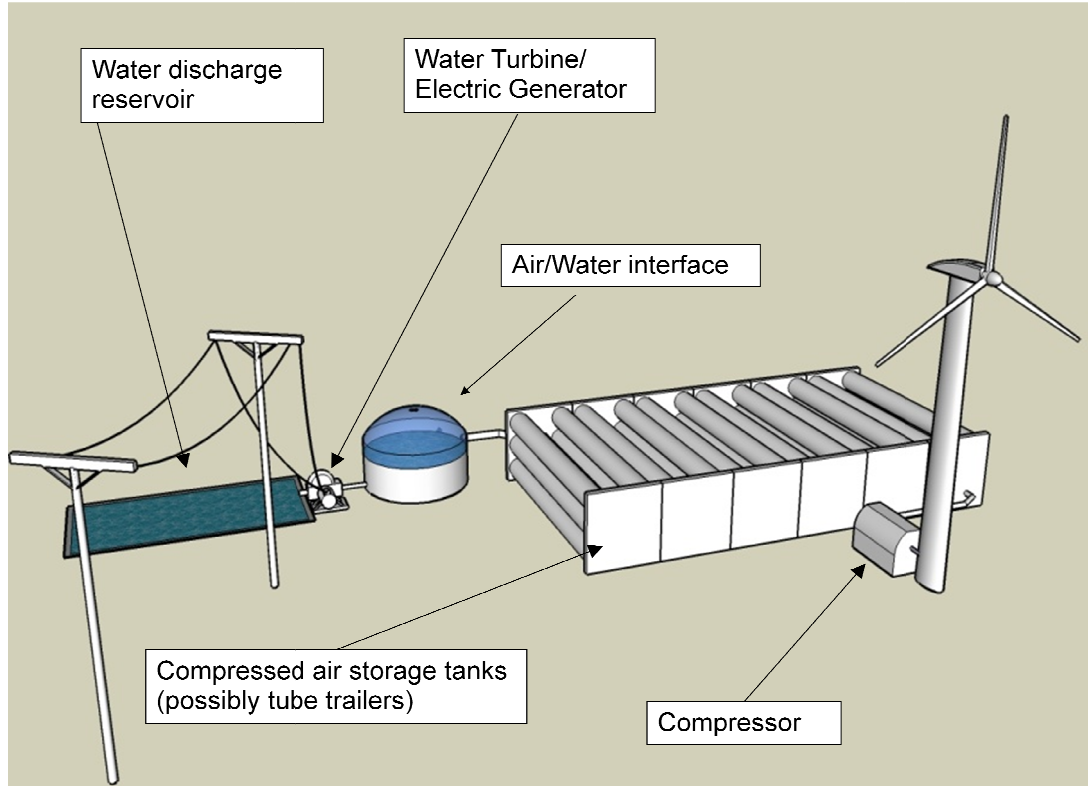 Water discharge
reservoir
Water Turbine/
Electric Generator
Air/Water interface
Compressed air storage tanks
(possibly tube trailers)
Compressor